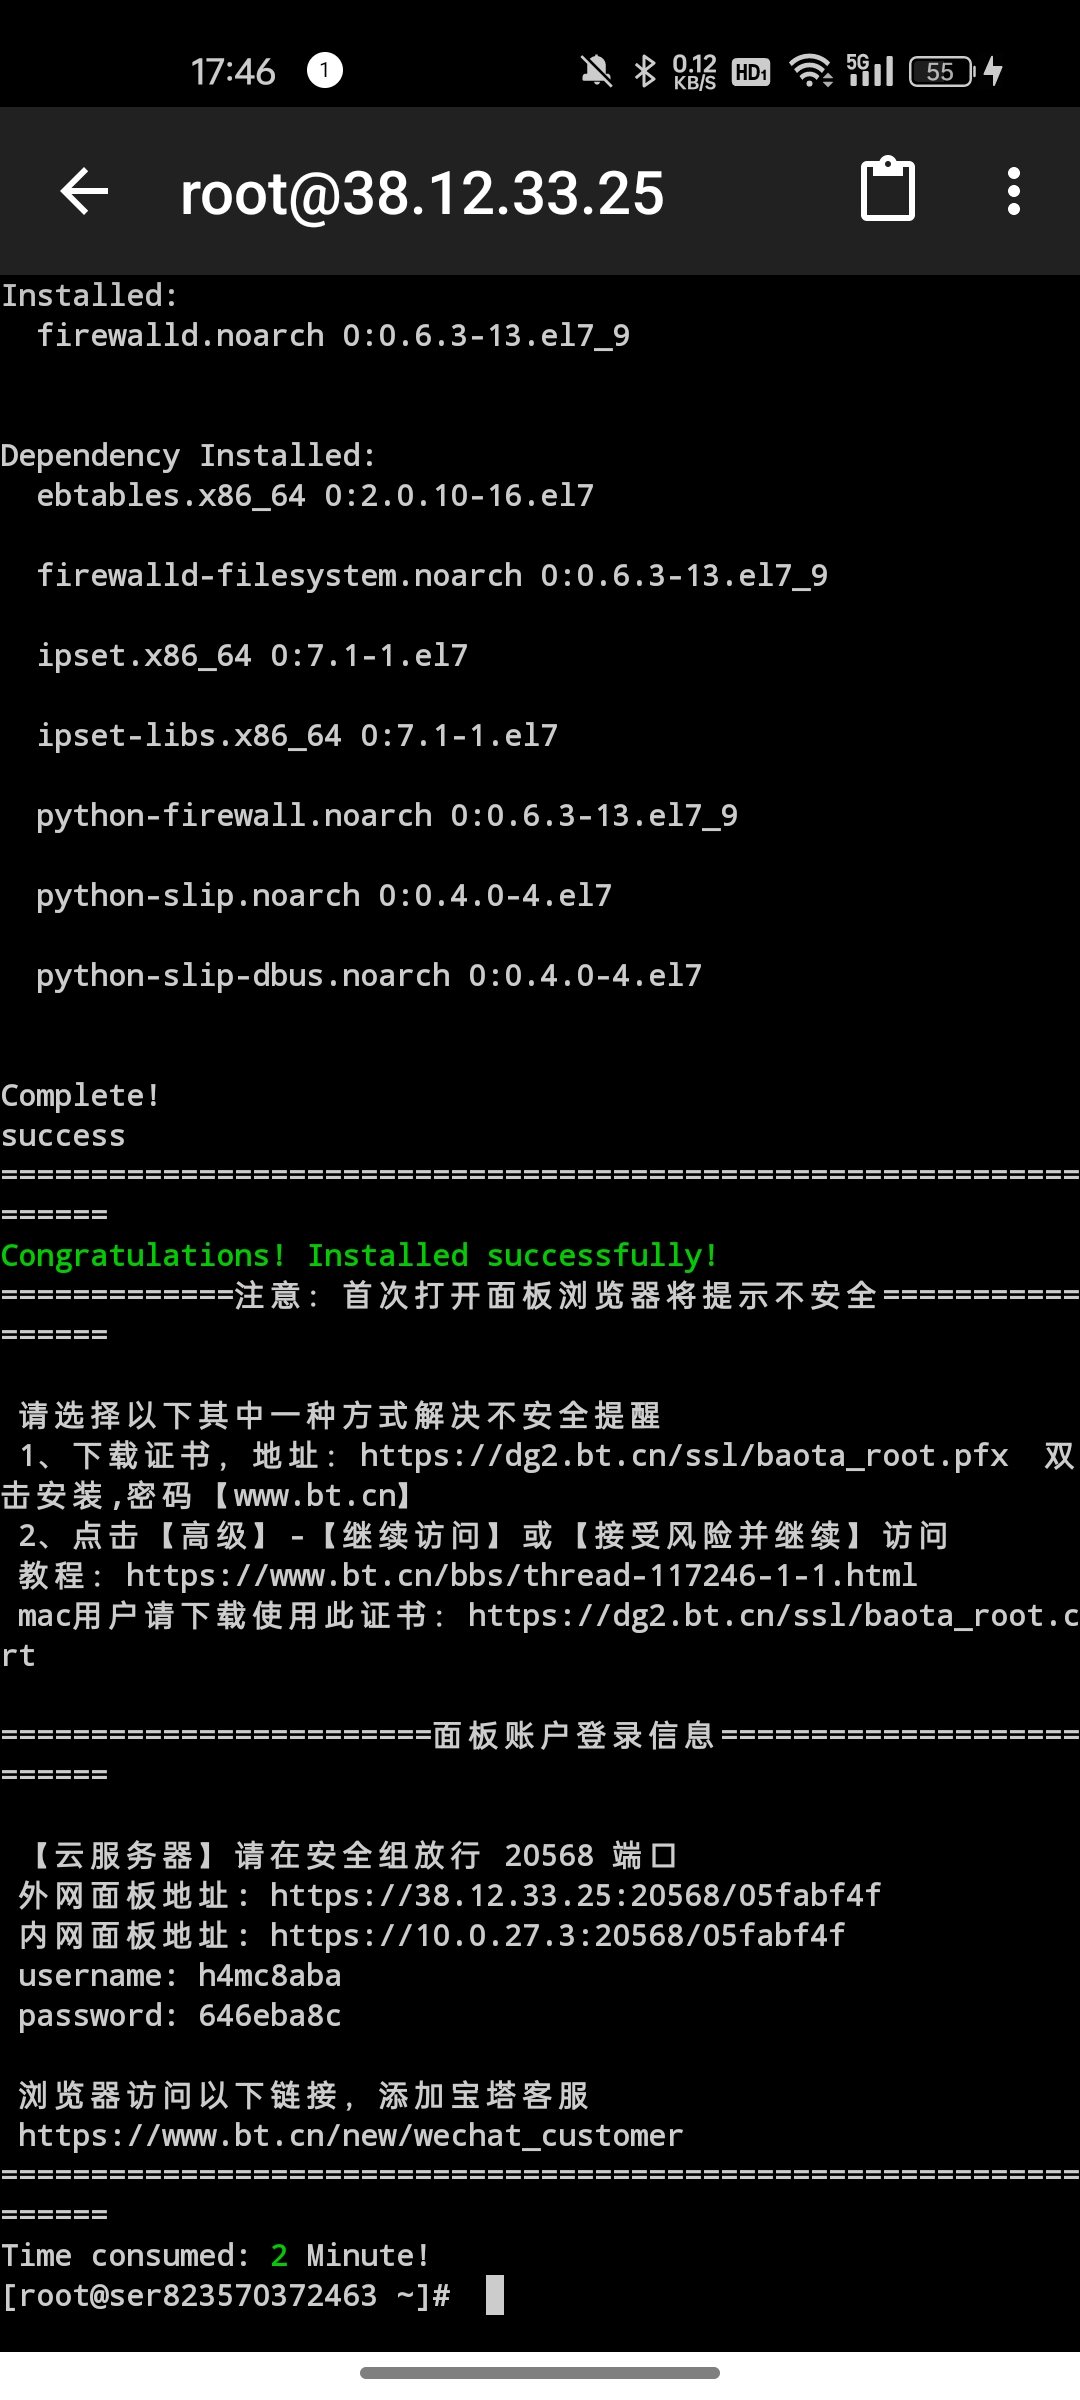 17:46 1 0.12 KB/S HD1 5G 55
root@38.12.33.25
Installed:
firewalld.noarch 0:0.6.3-13.el7_9
Dependency Installed:
ebtables.x86_64 0:2.0.10-16.el7
firewalld-filesystem.noarch 0:0.6.3-13.el7_9
ipset.x86_64 0:7.1-1.el7
ipset-libs.x86_64 0:7.1-1.el7
python-firewall.noarch 0:0.6.3-13.el7_9
python-slip.noarch 0:0.4.0-4.el7
python-slip-dbus.noarch 0:0.4.0-4.el7
Complete!
success
============================================================
======
Congratulations! Installed successfully!
=============注意：首次打开面板浏览器将提示不安全===========
======
请选择以下其中一种方式解决不安全提醒
1、下载证书，地址：https://dg2.bt.cn/ssl/baota_root.pfx  双
击安装,密码【www.bt.cn】
2、点击【高级】-【继续访问】或【接受风险并继续】访问
教程：https://www.bt.cn/bbs/thread-117246-1-1.html
mac用户请下载使用此证书：https://dg2.bt.cn/ssl/baota_root.c
rt
========================面板账户登录信息====================
======
【云服务器】请在安全组放行 20568 端口
外网面板地址: https://38.12.33.25:20568/05fabf4f
内网面板地址: https://10.0.27.3:20568/05fabf4f
username: h4mc8aba
password: 646eba8c
浏览器访问以下链接，添加宝塔客服
https://www.bt.cn/new/wechat_customer
============================================================
======
Time consumed: 2 Minute!
[root@ser823570372463 ~]#